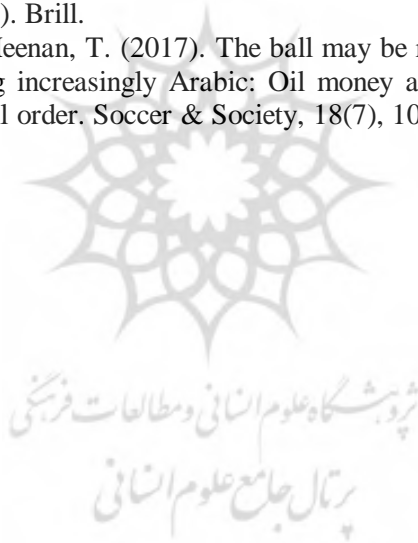 ). Brill.
eenan, T. (2017). The ball may be
g increasingly Arabic: Oil money a
l order. Soccer & Society, 18(7), 10
پژوهشگاه علوم انسانی و مطالعات فرهنگی
پرتال جامع علوم انسانی